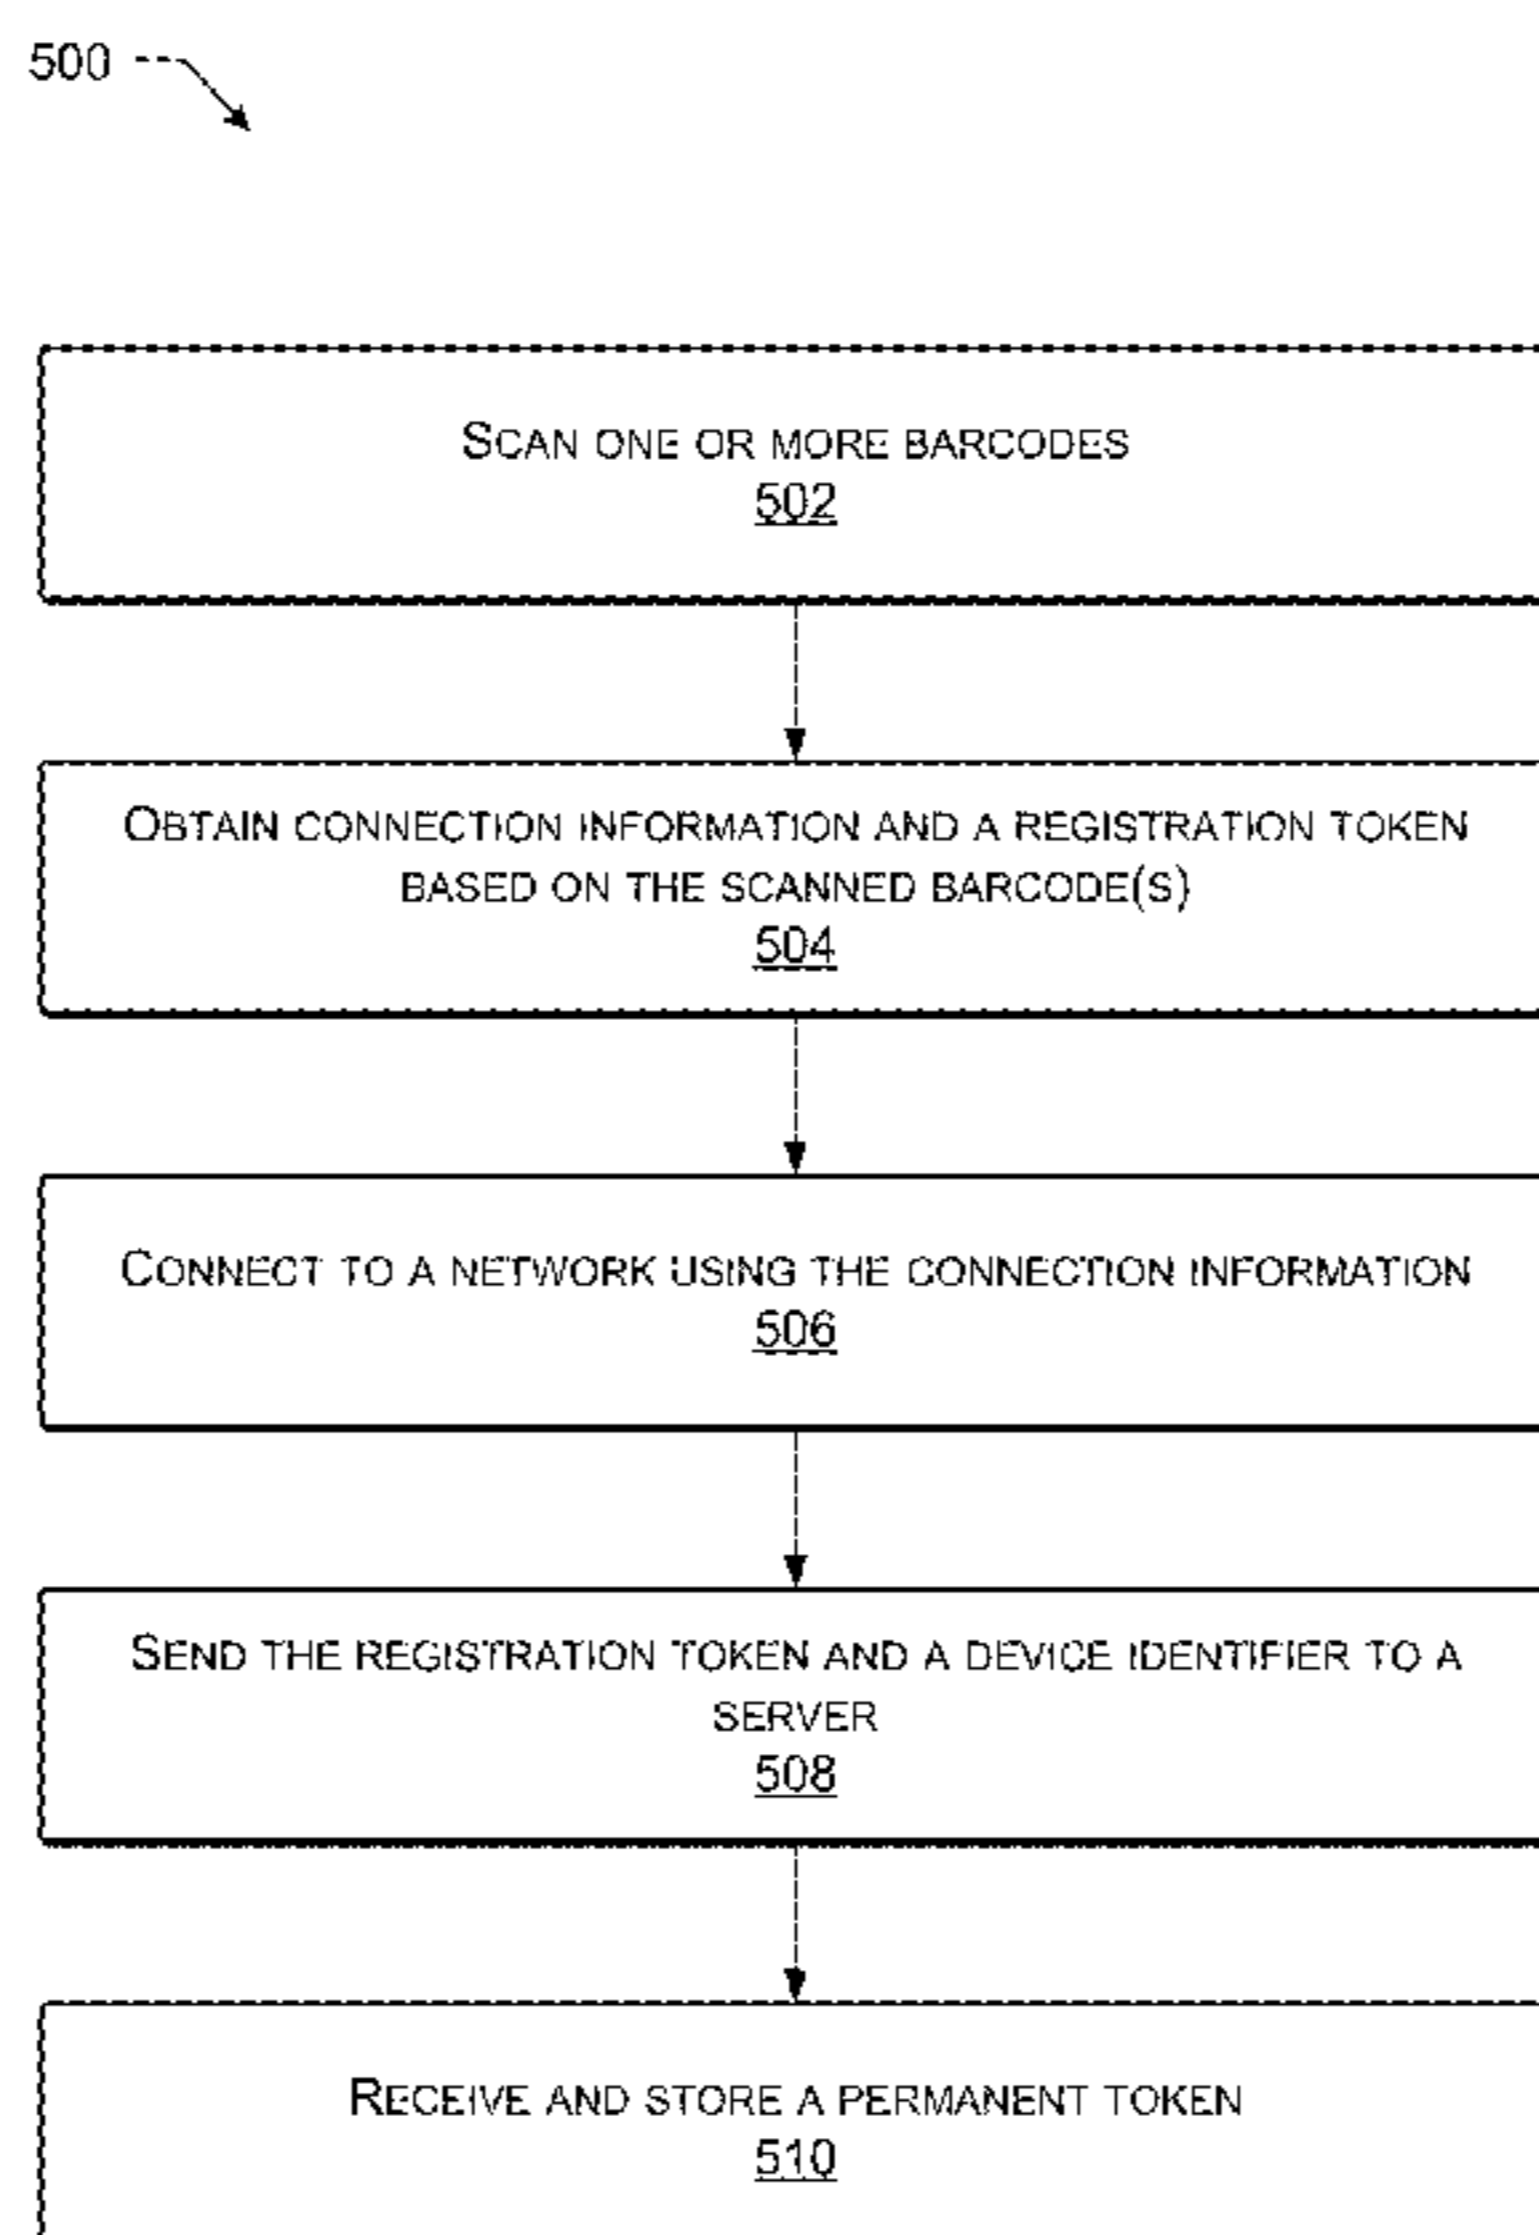 500
SCAN ONE OR MORE BARCODES
502
OBTAIN CONNECTION INFORMATION AND A REGISTRATION TOKEN
BASED ON THE SCANNED BARCODE(S)
504
CONNECT TO A NETWORK USING THE CONNECTION INFORMATION
506
SEND THE REGISTRATION TOKEN AND A DEVICE IDENTIFIER TO A
SERVER
508
RECEIVE AND STORE A PERMANENT TOKEN
510